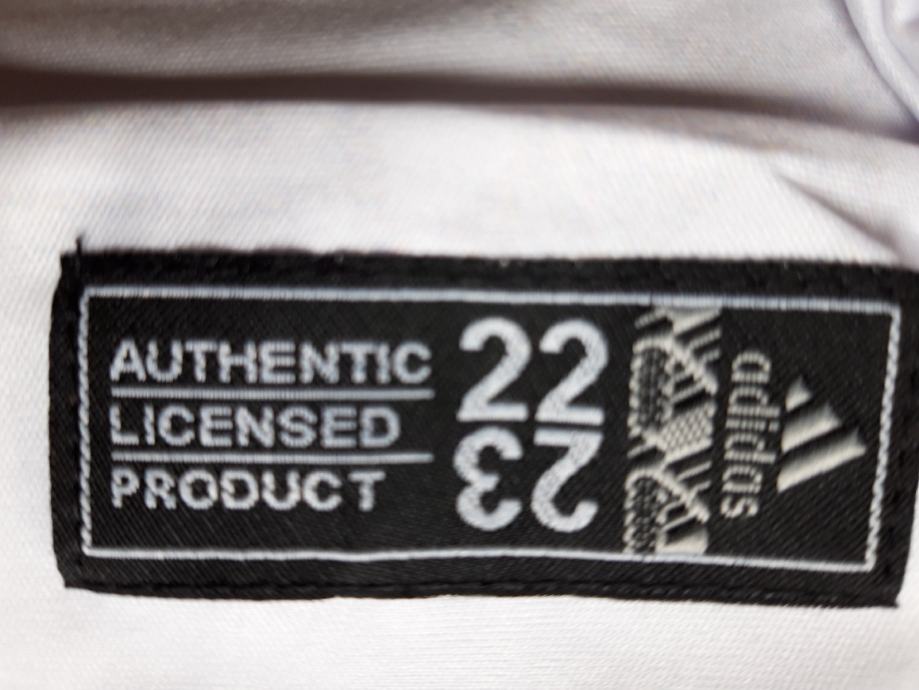 AUTHENTIC
LICENSED
PRODUCT
22
23
adidas